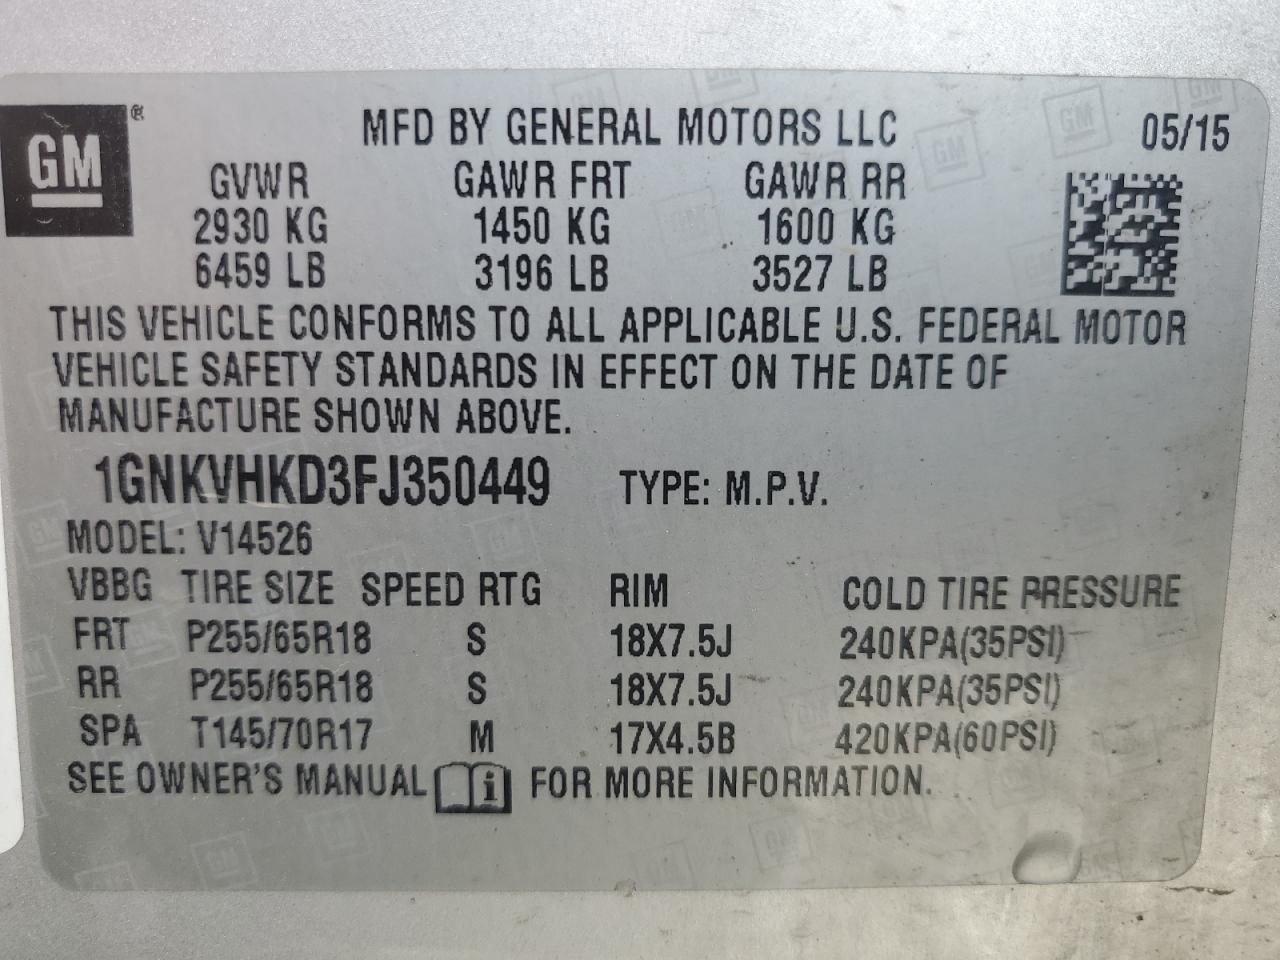 GM ®
MFD BY GENERAL MOTORS LLC 05/15
GVWR GAWR FRT GAWR RR
2930 KG 1450 KG 1600 KG
6459 LB 3196 LB 3527 LB
THIS VEHICLE CONFORMS TO ALL APPLICABLE U.S. FEDERAL MOTOR
VEHICLE SAFETY STANDARDS IN EFFECT ON THE DATE OF
MANUFACTURE SHOWN ABOVE.
1GNKVHKD3FJ350449 TYPE: M.P.V.
MODEL: V14526
VBBG TIRE SIZE SPEED RTG RIM COLD TIRE PRESSURE
FRT P255/65R18 S 18X7.5J 240KPA(35PSI)
RR P255/65R18 S 18X7.5J 240KPA(35PSI)
SPA T145/70R17 M 17X4.5B 420KPA(60PSI)
SEE OWNER'S MANUAL i FOR MORE INFORMATION.